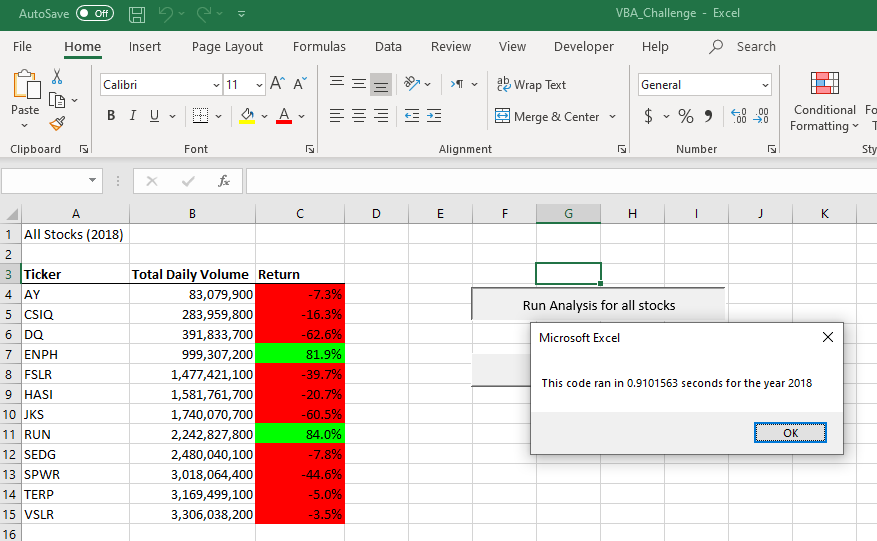 AutoSave Off VBA_Challenge - Excel
File Home Insert Page Layout Formulas Data Review View Developer Help Search
Paste Calibri 11 A^ Aˇ ab Wrap Text General Conditional Formatting Fo T
B I U A Merge & Center $ % 9 .00 .00
Clipboard Font Alignment Number Sty
fx
A B C D E F G H I J K
1 All Stocks (2018)
2
3 Ticker Total Daily Volume Return
4 AY 83,079,900 -7.3%
Run Analysis for all stocks
5 CSIQ 283,959,800 -16.3%
6 DQ 391,833,700 -62.6%
7 ENPH 999,307,200 81.9%
8 FSLR 1,477,421,100 -39.7%
9 HASI 1,581,761,700 -20.7%
10 JKS 1,740,070,700 -60.5%
11 RUN 2,242,827,800 84.0%
12 SEDG 2,480,040,100 -7.8%
13 SPWR 3,018,064,400 -44.6%
14 TERP 3,169,499,100 -5.0%
15 VSLR 3,306,038,200 -3.5%
16
Microsoft Excel
This code ran in 0.9101563 seconds for the year 2018
OK